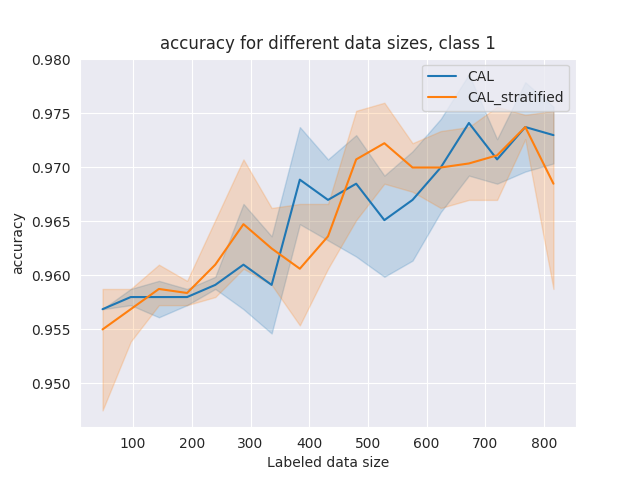 accuracy for different data sizes, class 1
CAL
CAL_stratified
0.980
0.975
0.970
0.965
0.960
0.955
0.950
accuracy
100 200 300 400 500 600 700 800
Labeled data size